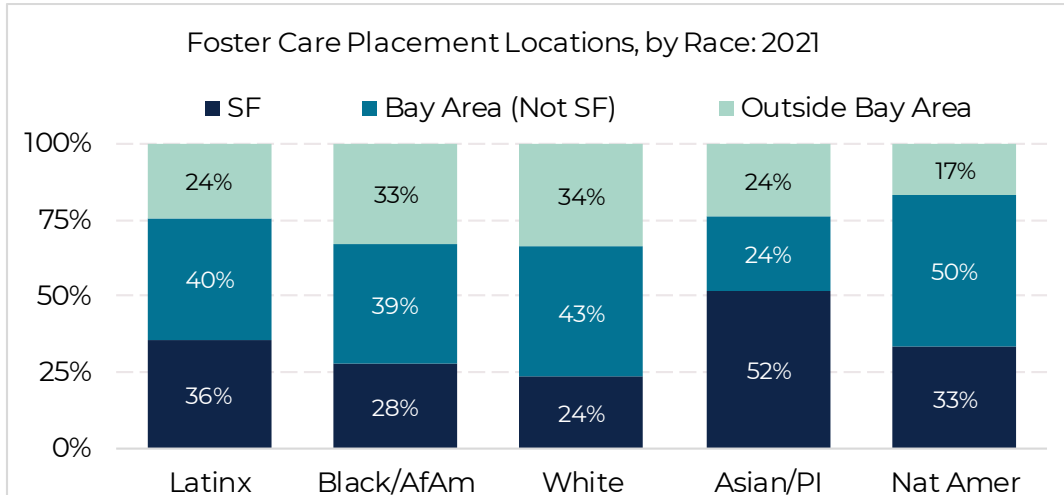 Foster Care Placement Locations, by Race: 2021
SF Bay Area (Not SF) Outside Bay Area
100%
24% 33% 34% 24% 17%
75%
40% 39% 43% 24% 50%
50%
25%
36% 28% 24% 52% 33%
0%
Latinx Black/AfAm White Asian/PI Nat Amer